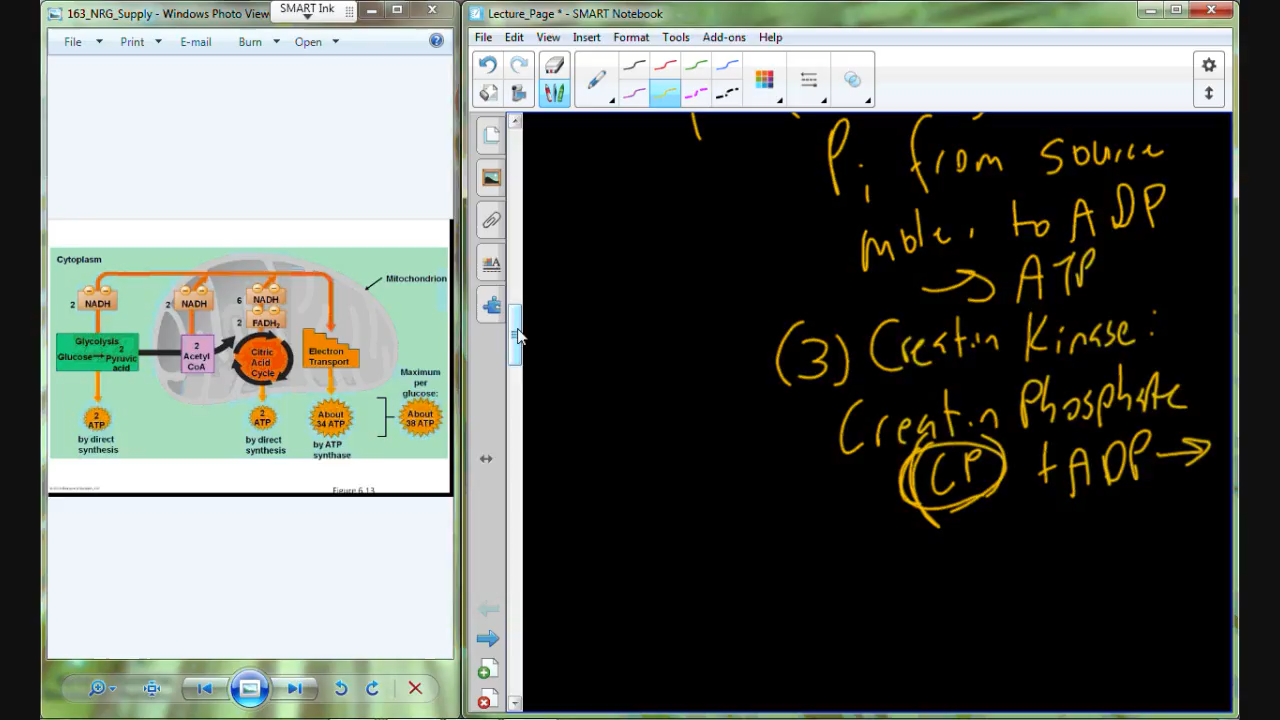 163_NRG_Supply - Windows Photo View
SMART Ink
File Print E-mail Burn Open
Cytoplasm
Mitochondrion
2 NADH
2 NADH
6 NADH
2 FADH2
Glycolysis
Glucose 2 Pyruvic acid
2 Acetyl CoA
Citric Acid Cycle
Electron Transport
Maximum per glucose:
2 ATP
2 ATP
About 34 ATP
About 38 ATP
by direct synthesis
by direct synthesis
by ATP synthase
Figure 6.13
Lecture_Page * - SMART Notebook
File Edit View Insert Format Tools Add-ons Help
Pi from source
mole. to ADP
→ ATP
(3) Creatin Kinase:
Creatin Phosphate
CP + ADP →